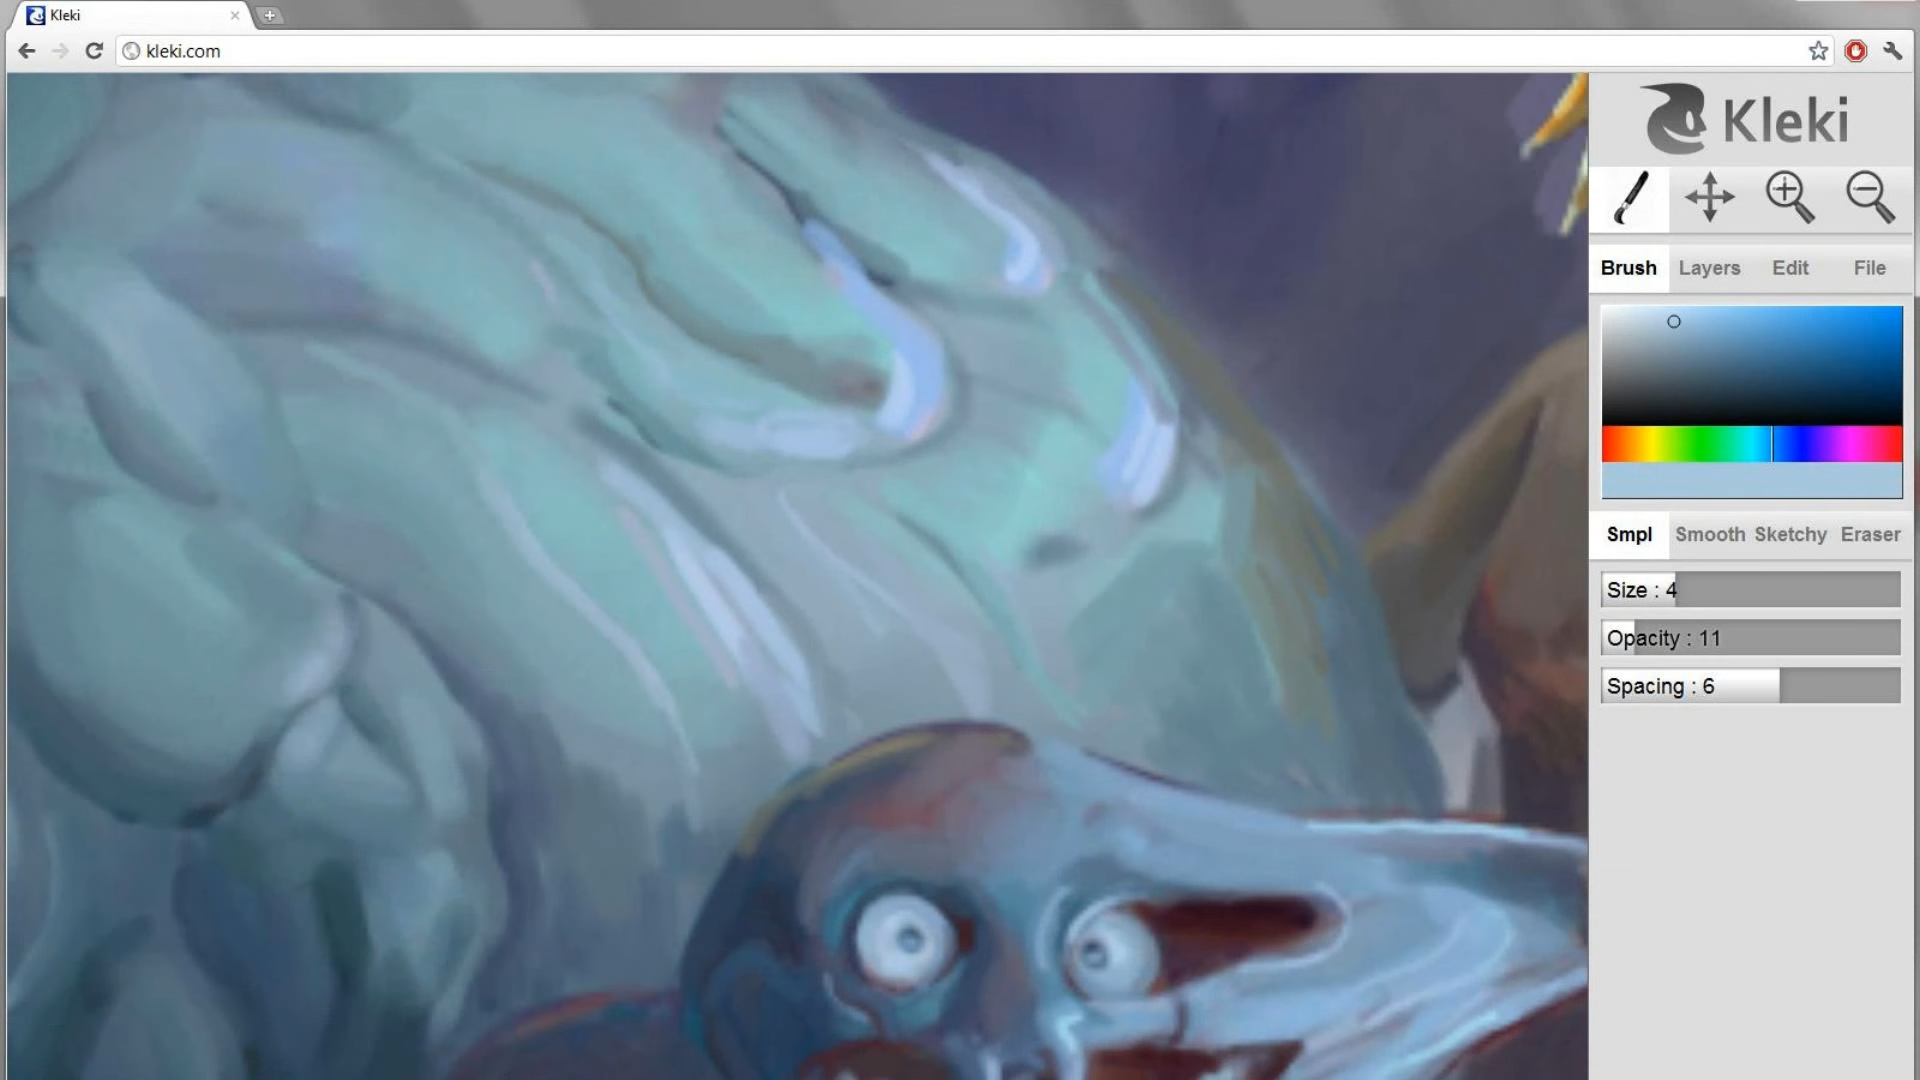 Kleki
kleki.com
Kleki
Brush Layers Edit File
Smpl Smooth Sketchy Eraser
Size : 4
Opacity : 11
Spacing : 6